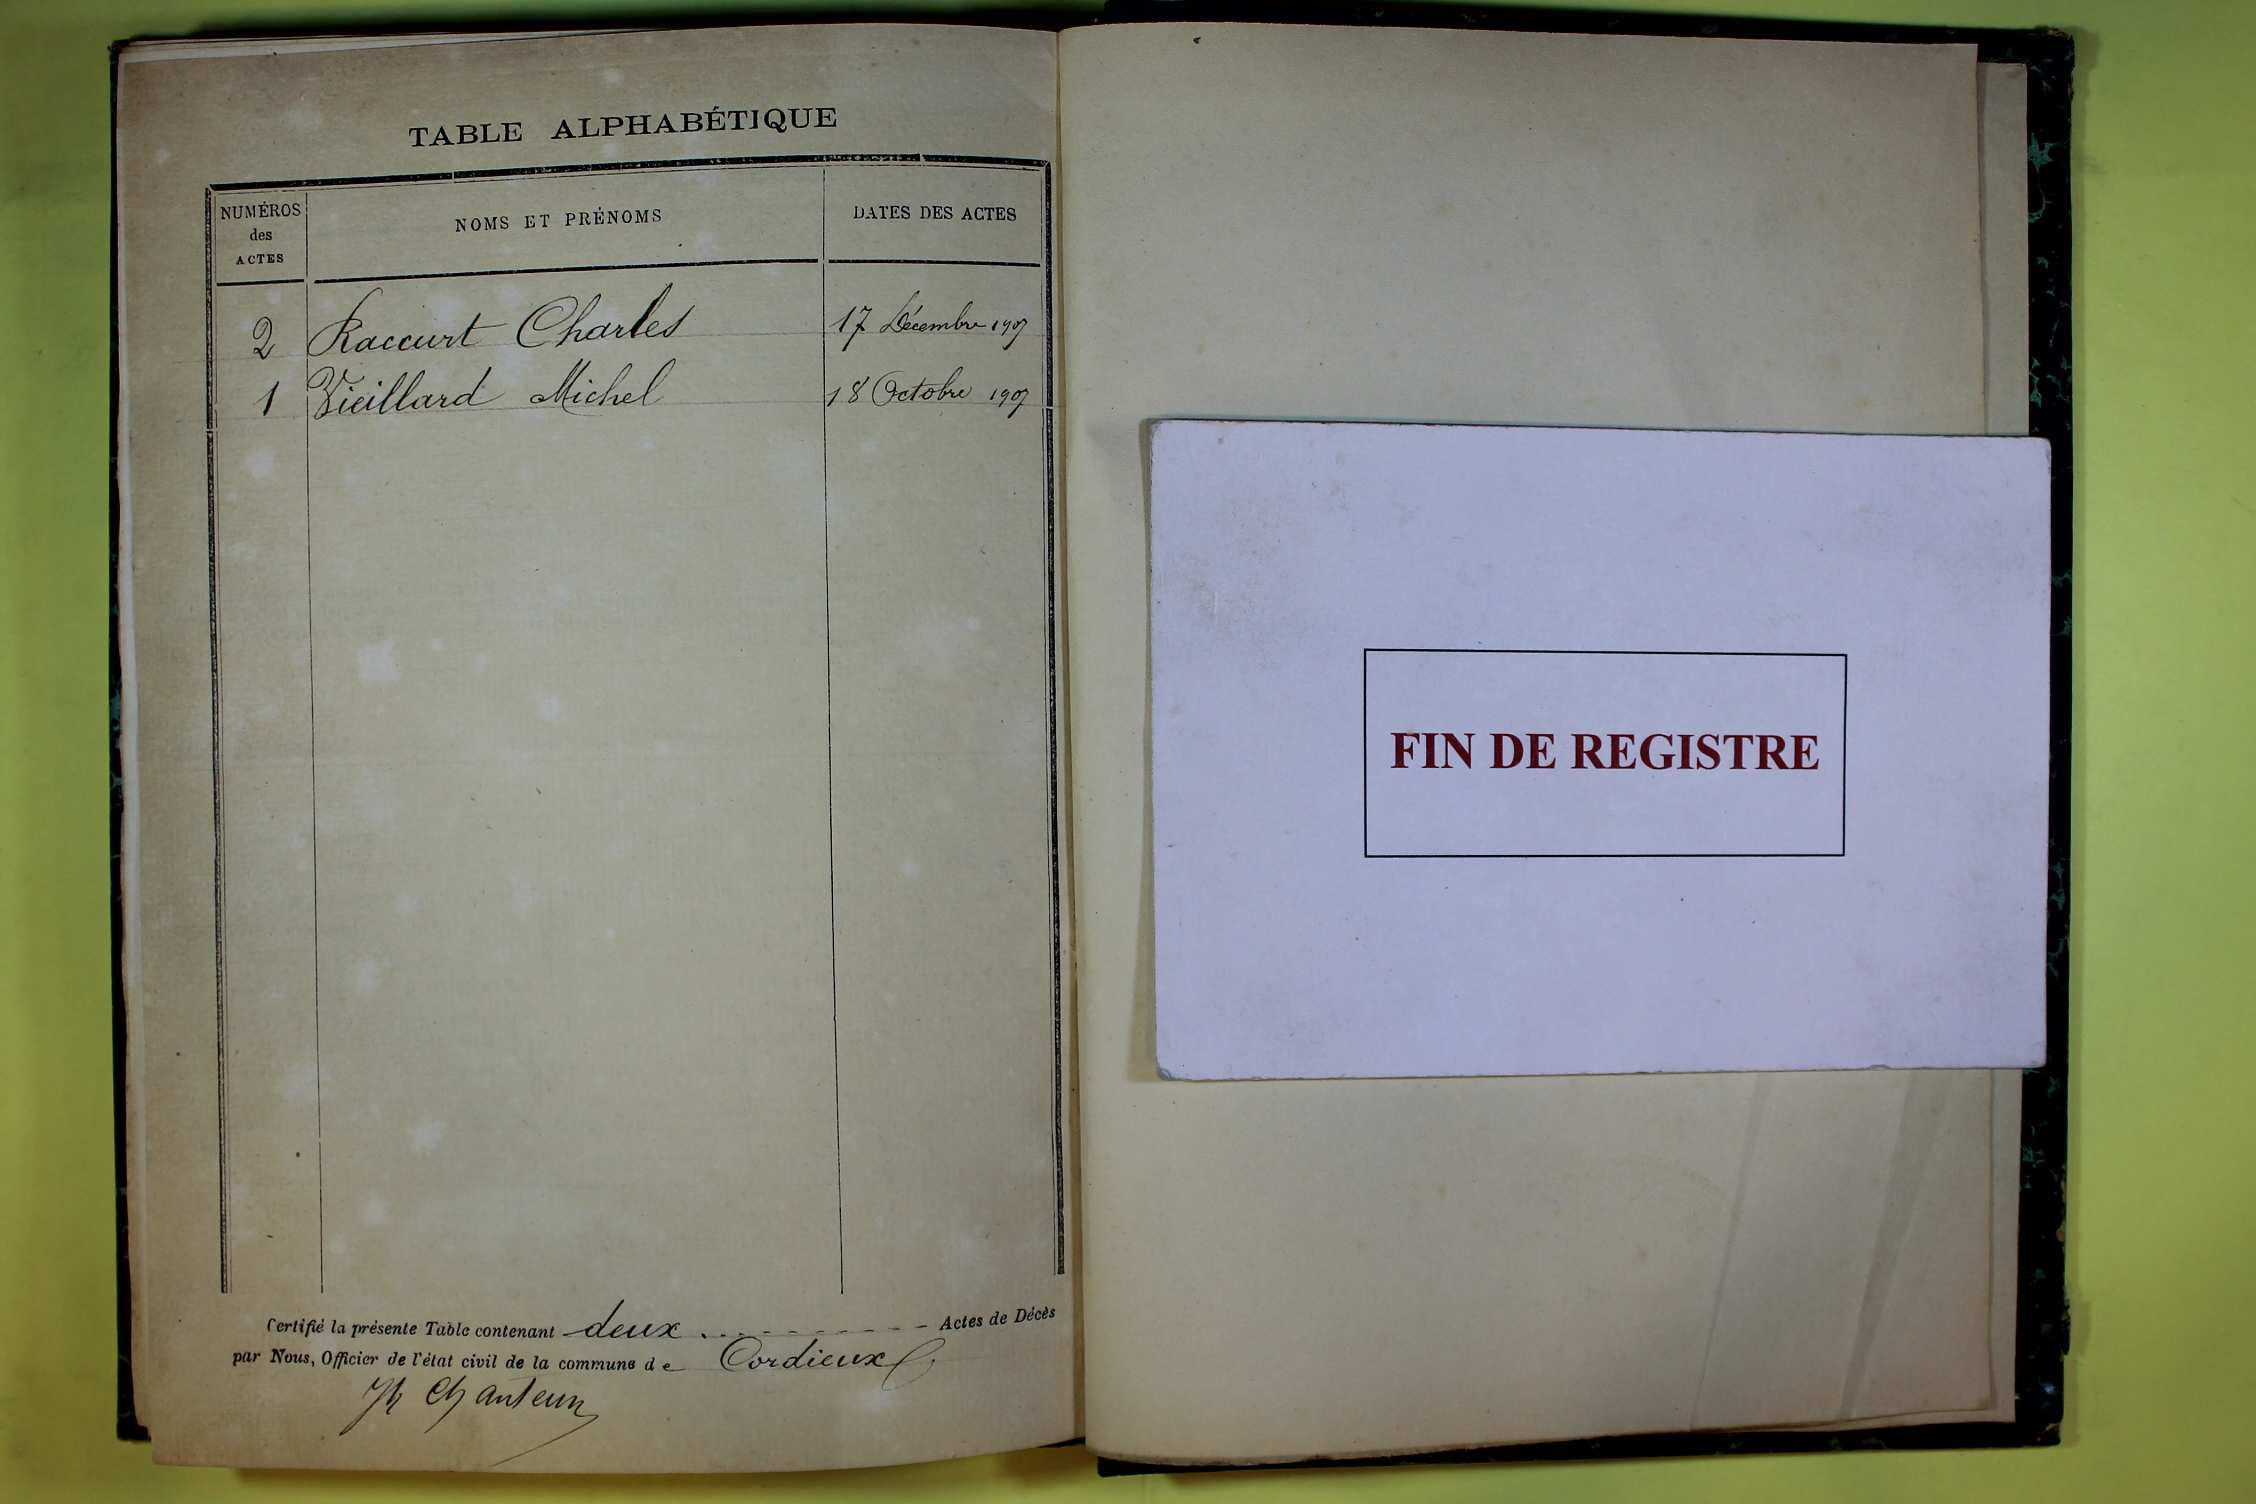 TABLE ALPHABÉTIQUE
NUMÉROS des ACTES
NOMS ET PRÉNOMS
DATES DES ACTES
2 Raccurt Charles 17 Décembre 1907
1 Vieillard Michel 18 Octobre 1907
Certifié la présente Table contenant deux Actes de Décès
par Nous, Officier de l'état civil de la commune de Cordieux
FIN DE REGISTRE